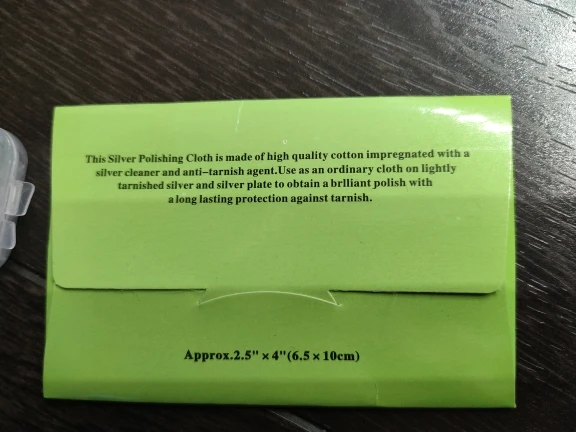 This Silver Polishing Cloth is made of high quality cotton impregnated with a
silver cleaner and anti-tarnish agent.Use as an ordinary cloth on lightly
tarnished silver and silver plate to obtain a brlliant polish with
a long lasting protection against tarnish.
Approx.2.5" × 4"(6.5 × 10cm)